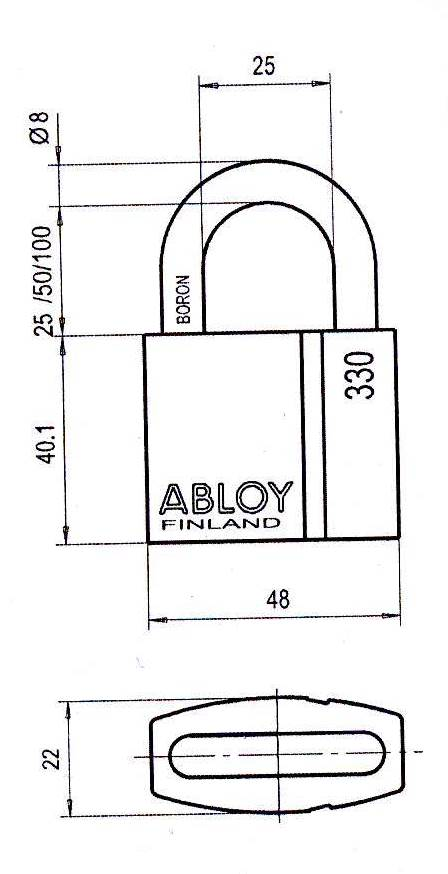 25
Ø8
25 /50/100
BORON
330
40.1
ABLOY
FINLAND
48
22